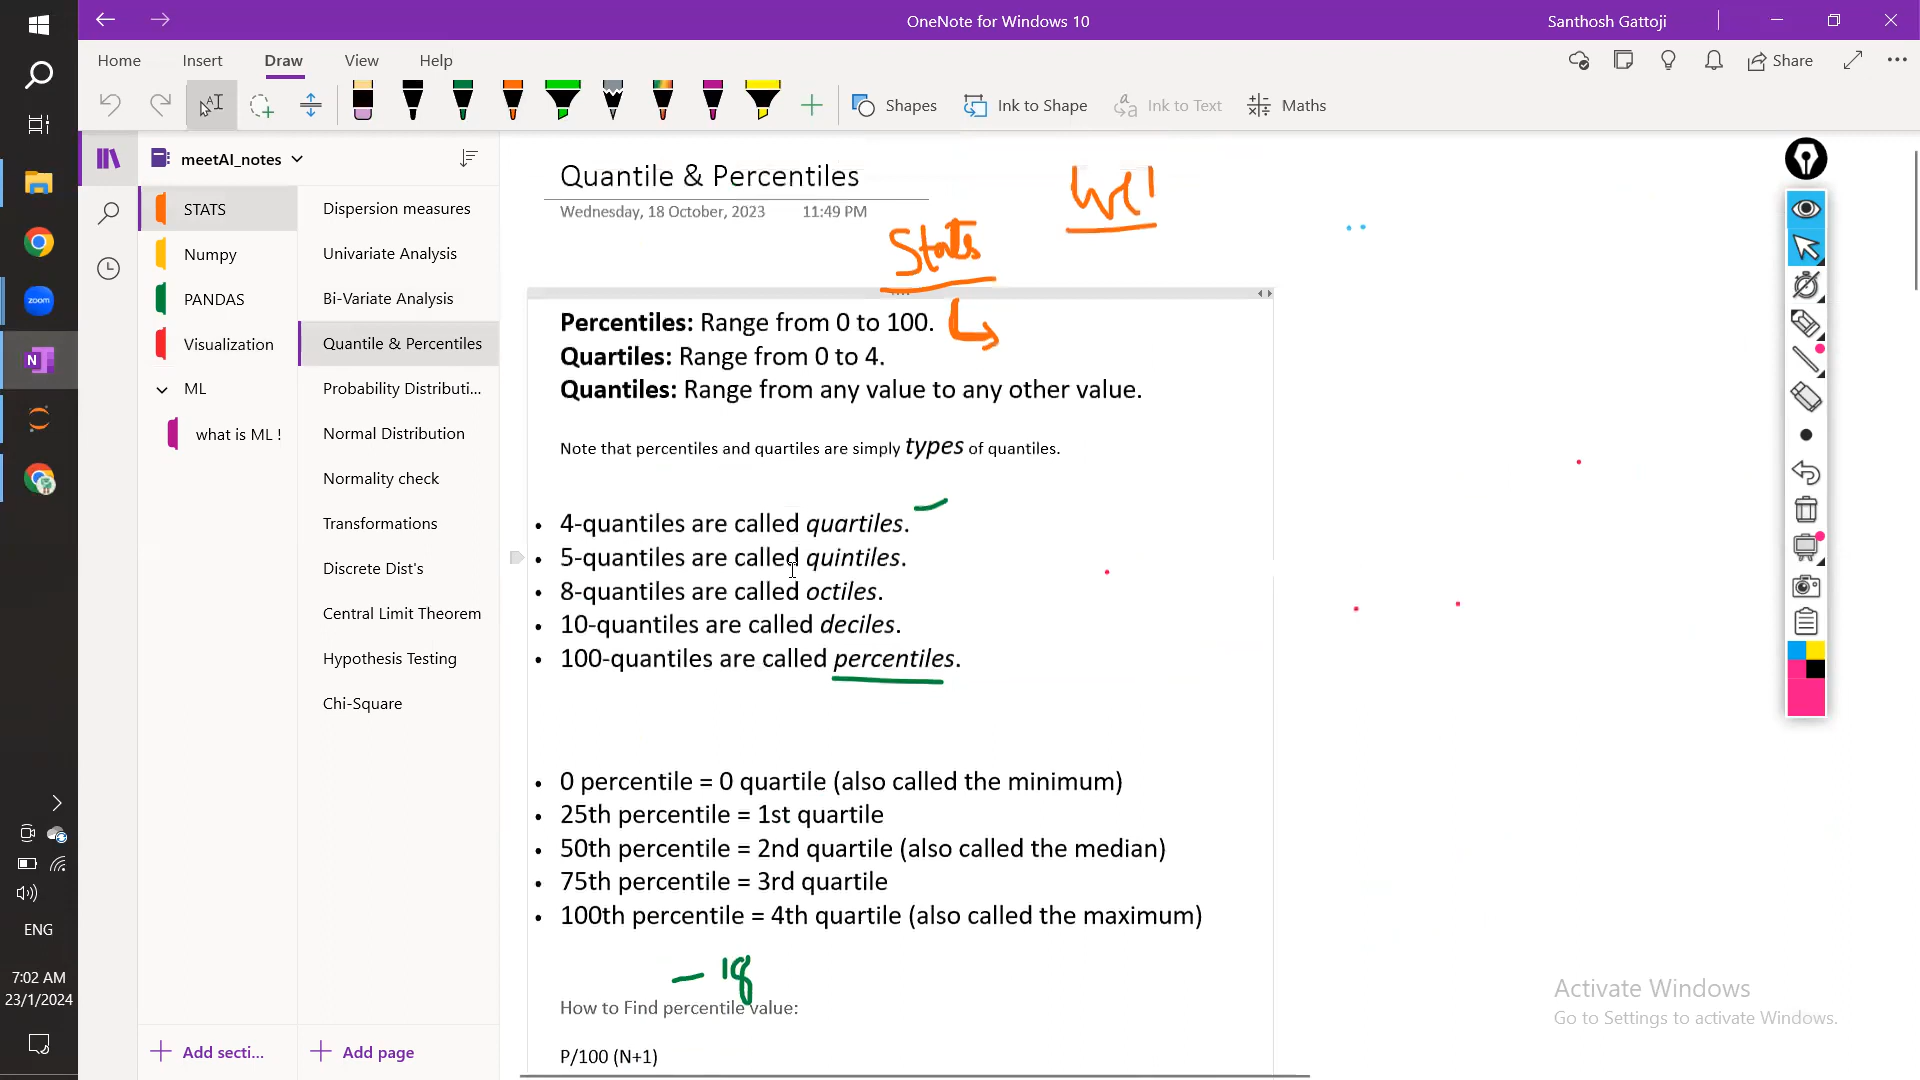 OneNote for Windows 10
Santhosh Gattoji
Home
Insert
Draw
View
Help
Share
Shapes
Ink to Shape
Ink to Text
Maths
meetAI_notes
STATS
Numpy
PANDAS
Visualization
ML
what is ML !
Dispersion measures
Univariate Analysis
Bi-Variate Analysis
Quantile & Percentiles
Probability Distributi...
Normal Distribution
Normality check
Transformations
Discrete Dist's
Central Limit Theorem
Hypothesis Testing
Chi-Square
Add secti...
Add page
Quantile & Percentiles
Wednesday, 18 October, 2023 11:49 PM
Stats
Percentiles: Range from 0 to 100.
Quartiles: Range from 0 to 4.
Quantiles: Range from any value to any other value.
Note that percentiles and quartiles are simply types of quantiles.
• 4-quantiles are called quartiles.
• 5-quantiles are called quintiles.
• 8-quantiles are called octiles.
• 10-quantiles are called deciles.
• 100-quantiles are called percentiles.
• 0 percentile = 0 quartile (also called the minimum)
• 25th percentile = 1st quartile
• 50th percentile = 2nd quartile (also called the median)
• 75th percentile = 3rd quartile
• 100th percentile = 4th quartile (also called the maximum)
How to Find percentile value:
P/100 (N+1)
zoom
ENG
7:02 AM
23/1/2024
Activate Windows
Go to Settings to activate Windows.